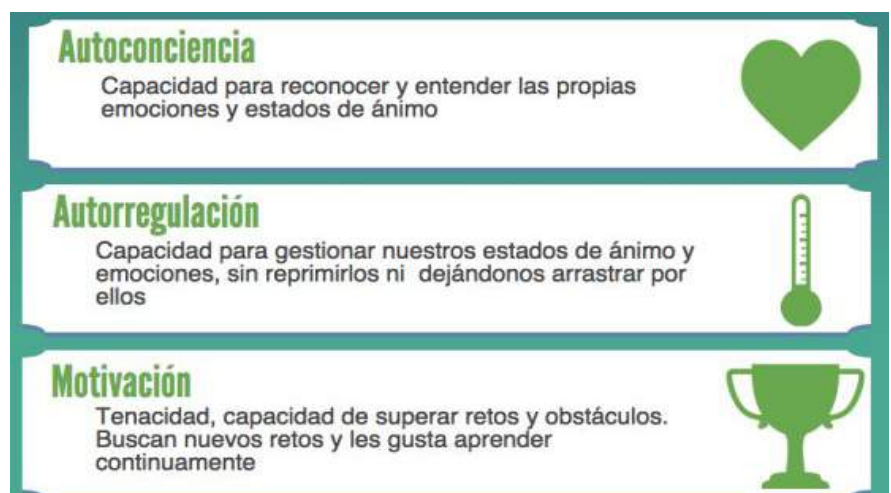 Autoconciencia
Capacidad para reconocer y entender las propias
emociones y estados de ánimo
Autorregulación
Capacidad para gestionar nuestros estados de ánimo y
emociones, sin reprimirlos ni dejándonos arrastrar por
ellos
Motivación
Tenacidad, capacidad de superar retos y obstáculos.
Buscan nuevos retos y les gusta aprender
continuamente